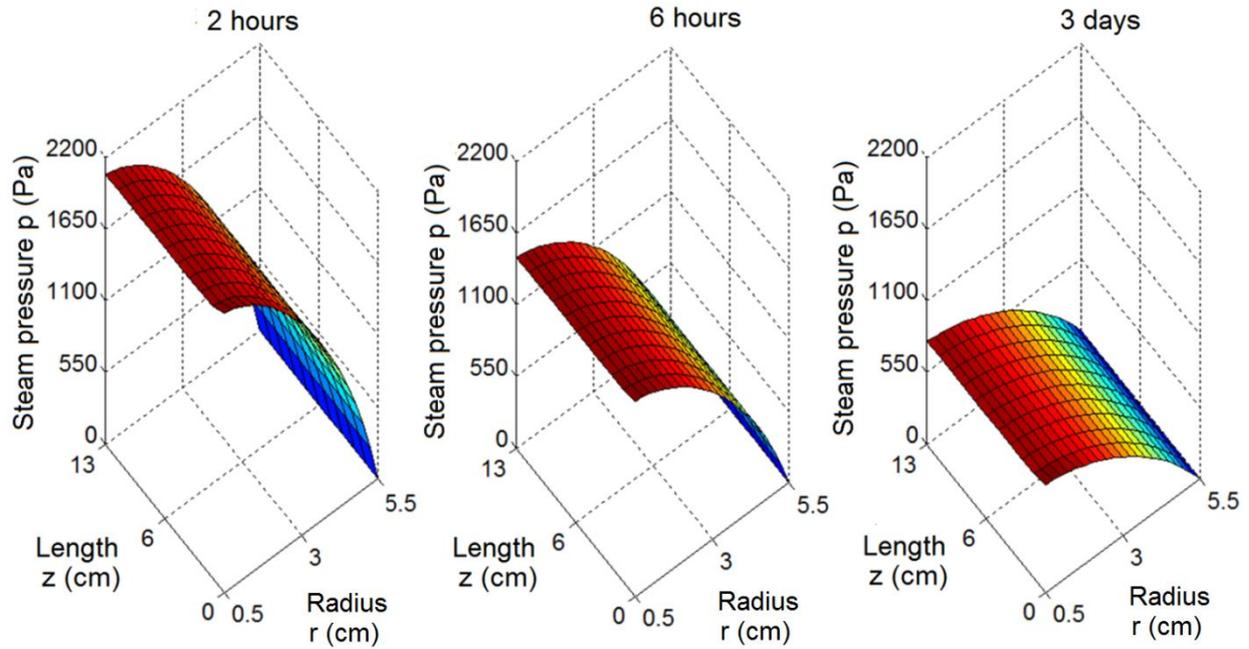 2 hours
2200
1650
1100
550
0
Steam pressure p (Pa)
13
6
0
Length
z (cm)
0.5
3
5.5
Radius
r (cm)
6 hours
2200
1650
1100
550
0
Steam pressure p (Pa)
13
6
0
Length
z (cm)
0.5
3
5.5
Radius
r (cm)
3 days
2200
1650
1100
550
0
Steam pressure p (Pa)
13
6
0
Length
z (cm)
0.5
3
5.5
Radius
r (cm)